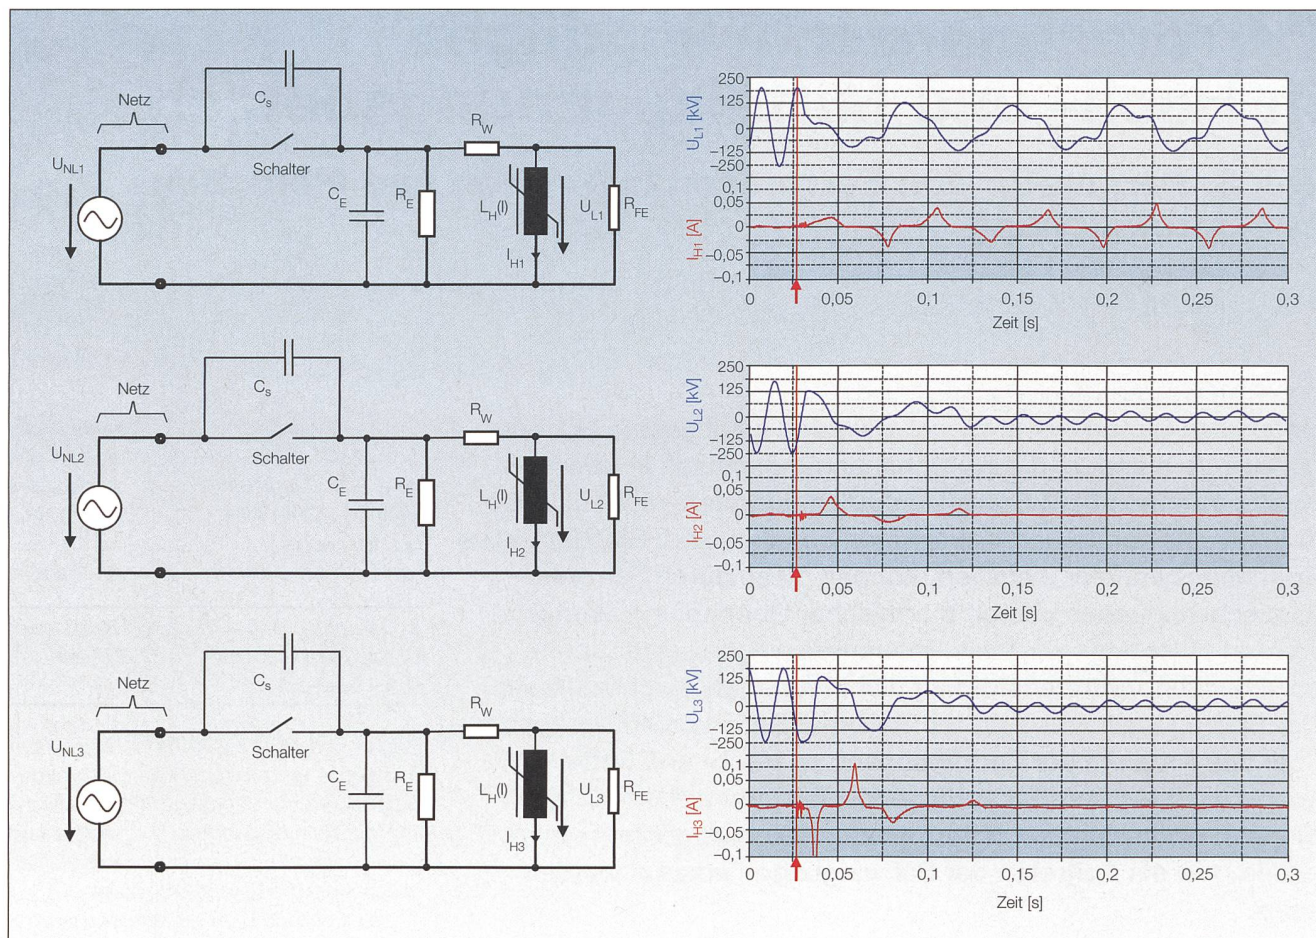 Netz
C_s
Schalter
U_NL1
C_E
R_E
R_W
L_H(I)
I_H1
U_L1
R_FE
U_L1 [kV]
250
125
0
−125
−250
I_H1 [A]
0,1
0,05
0
−0,05
−0,1
0 0,05 0,1 0,15 0,2 0,25 0,3
Zeit [s]
Netz
C_s
Schalter
U_NL2
C_E
R_E
R_W
L_H(I)
I_H2
U_L2
R_FE
U_L2 [kV]
250
125
0
−125
−250
I_H2 [A]
0,1
0,05
0
−0,05
−0,1
0 0,05 0,1 0,15 0,2 0,25 0,3
Zeit [s]
Netz
C_s
Schalter
U_NL3
C_E
R_E
R_W
L_H(I)
I_H3
U_L3
R_FE
U_L3 [kV]
250
125
0
−125
−250
I_H3 [A]
0,1
0,05
0
−0,05
−0,1
0 0,05 0,1 0,15 0,2 0,25 0,3
Zeit [s]